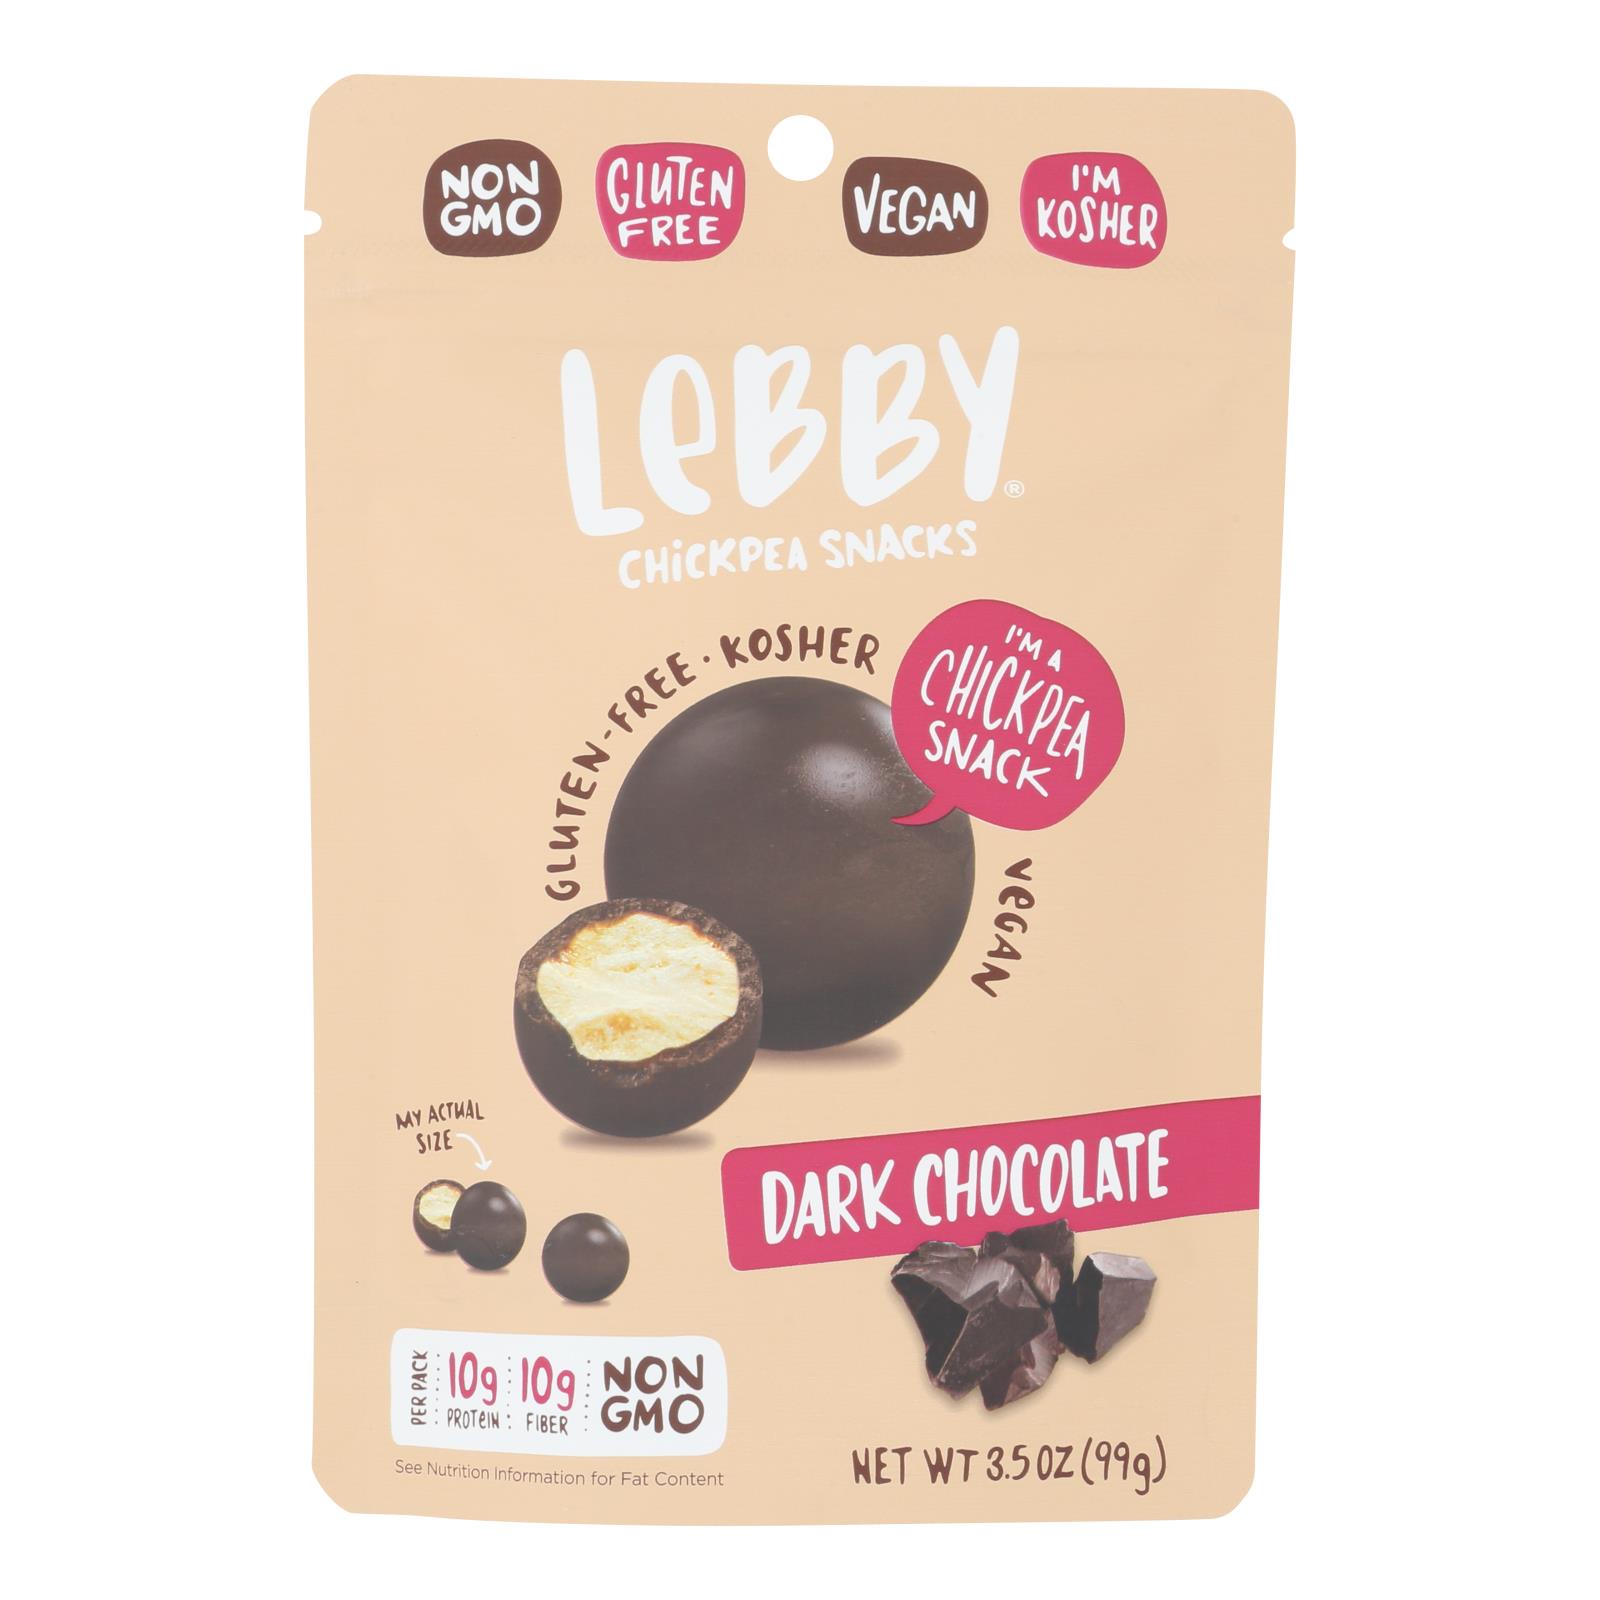 NON
GMO
GLUTEN
FREE
VEGAN
I'M
KOSHER
LeBBY®
CHiCKPEA SNACKS
GLUTEN-FREE · KOSHER
VeGAN
I'M A
CHICKPEA
SNACK
MY ACTUAL
SIZE
DARK CHOCOLATE
PER PACK
10g
PROTeIN
10g
FIBER
NON
GMO
See Nutrition Information for Fat Content
NET WT 3.5 OZ (99g)